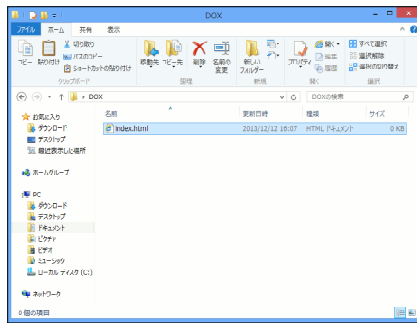 DOX
ファイル ホーム 共有 表示
コピー 貼り付け 切り取り パスのコピー ショートカットの貼り付け
移動先 コピー先 削除 名前の変更
新しいフォルダー
プロパティ 開く 編集 履歴
すべて選択 選択解除 選択の切り替え
クリップボード 整理 新規 開く 選択
DOX DOXの検索
名前 更新日時 種類 サイズ
index.html 2013/12/12 16:07 HTML ドキュメント 0 KB
お気に入り
ダウンロード
デスクトップ
最近表示した場所
ホームグループ
PC
ダウンロード
デスクトップ
ドキュメント
ピクチャ
ビデオ
ミュージック
ローカル ディスク (C:)
ネットワーク
0 個の項目